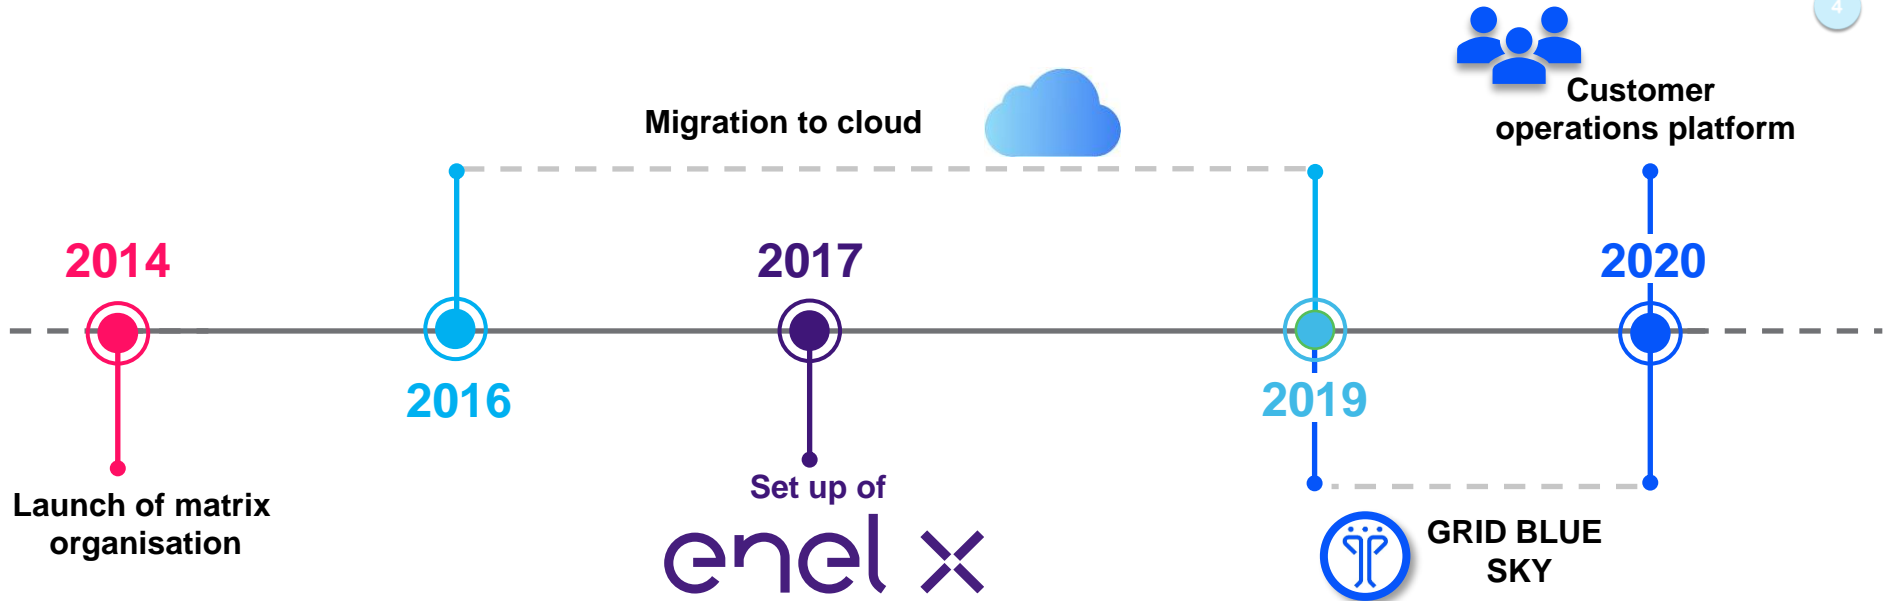 4
Customer
operations platform
Migration to cloud
2014
2017
2020
2016
2019
Set up of
enel x
Launch of matrix
organisation
GRID BLUE
SKY